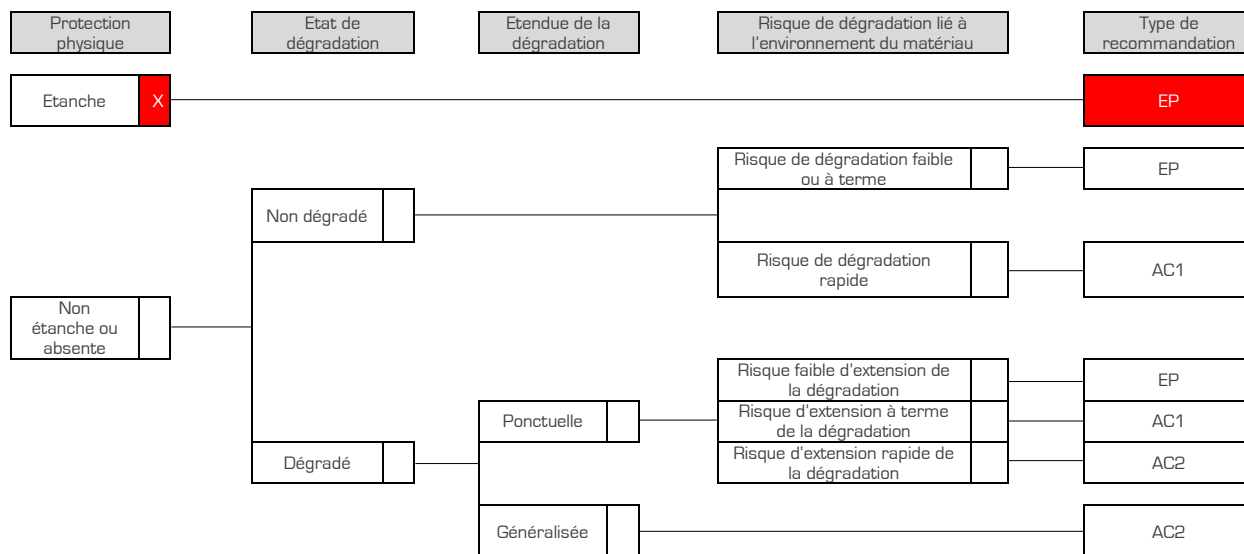 Protection
physique
Etat de
dégradation
Etendue de la
dégradation
Risque de dégradation lié à
l'environnement du matériau
Type de
recommandation
Etanche
X
EP
Risque de dégradation faible
ou à terme
EP
Non dégradé
Risque de dégradation
rapide
AC1
Non
étanche ou
absente
Risque faible d'extension de
la dégradation
EP
Ponctuelle
Risque d'extension à terme
de la dégradation
AC1
Dégradé
Risque d'extension rapide de
la dégradation
AC2
Généralisée
AC2